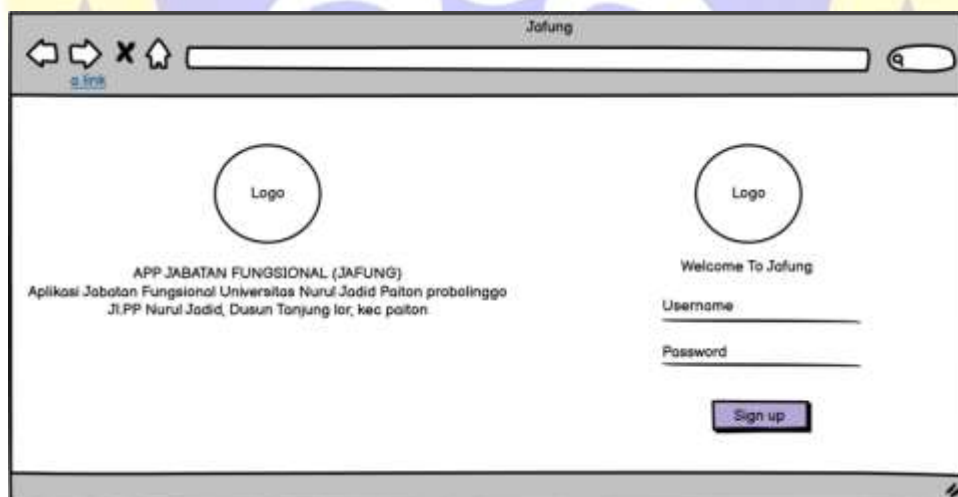 Jafung
a link
Logo
APP JABATAN FUNGSIONAL (JAFUNG)
Aplikasi Jabatan Fungsional Universitas Nurul Jadid Paiton probolinggo
Jl.PP Nurul Jadid, Dusun Tanjung lor, kec paiton
Logo
Welcome To Jafung
Username
Password
Sign up